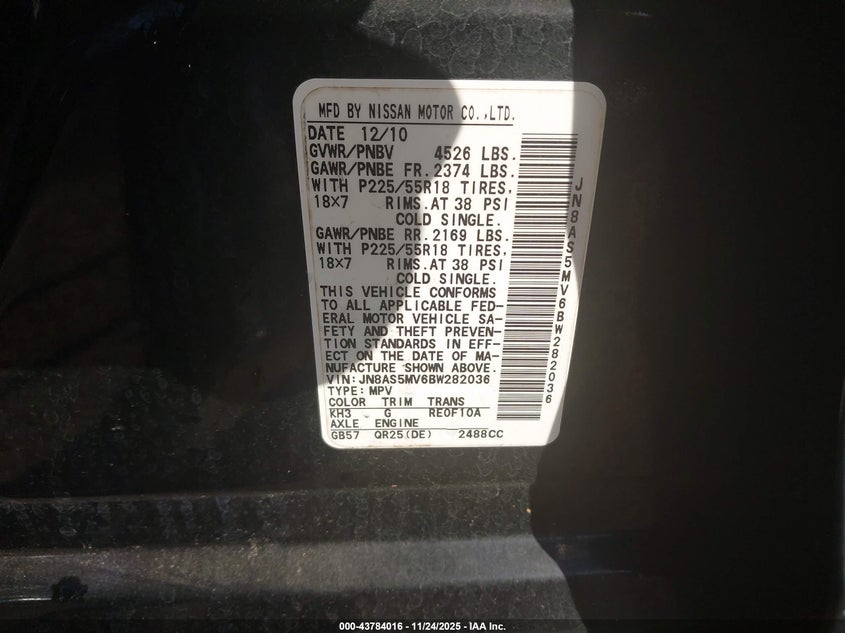 MFD BY NISSAN MOTOR CO.,LTD.
DATE 12/10
GVWR/PNBV 4526 LBS.
GAWR/PNBE FR. 2374 LBS.
WITH P225/55R18 TIRES,
18×7 RIMS. AT 38 PSI
COLD SINGLE.
GAWR/PNBE RR. 2169 LBS.
WITH P225/55R18 TIRES,
18×7 RIMS. AT 38 PSI
COLD SINGLE.
THIS VEHICLE CONFORMS
TO ALL APPLICABLE FED-
ERAL MOTOR VEHICLE SA-
FETY AND THEFT PREVEN-
TION STANDARDS IN EFF-
ECT ON THE DATE OF MA-
NUFACTURE SHOWN ABOVE.
VIN: JN8AS5MV6BW282036
TYPE: MPV
COLOR TRIM TRANS
KH3 G RE0F10A
AXLE ENGINE
GB57 QR25(DE) 2488CC
JN8AS5MV6BW282036
000-43784016 - 11/24/2025 - IAA Inc.